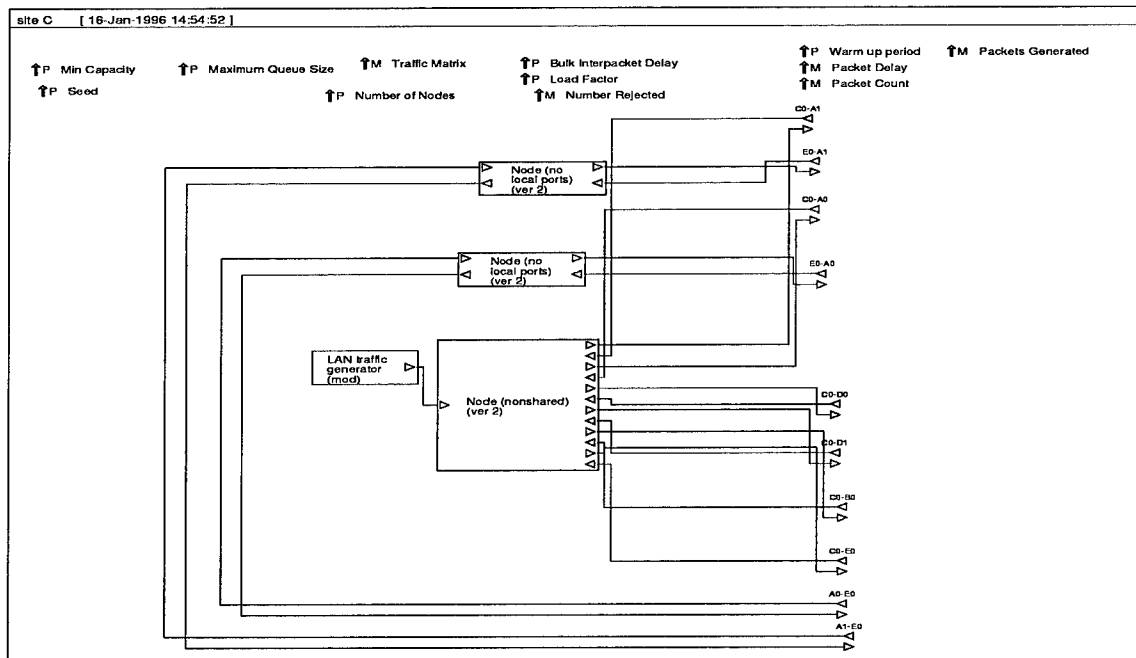 site C [ 16-Jan-1996 14:54:52 ]
P Min Capacity
P Maximum Queue Size
M Traffic Matrix
P Bulk Interpacket Delay
P Warm up period
M Packets Generated
P Load Factor
M Packet Delay
P Seed
P Number of Nodes
M Number Rejected
M Packet Count
C0-A1
E0-A1
Node (no
local ports)
(ver 2)
C0-A0
Node (no
local ports)
(ver 2)
E0-A0
LAN traffic
generator
(mod)
Node (nonshared)
(ver 2)
C0-D0
C0-D1
C0-B0
C0-E0
A0-E0
A1-E0